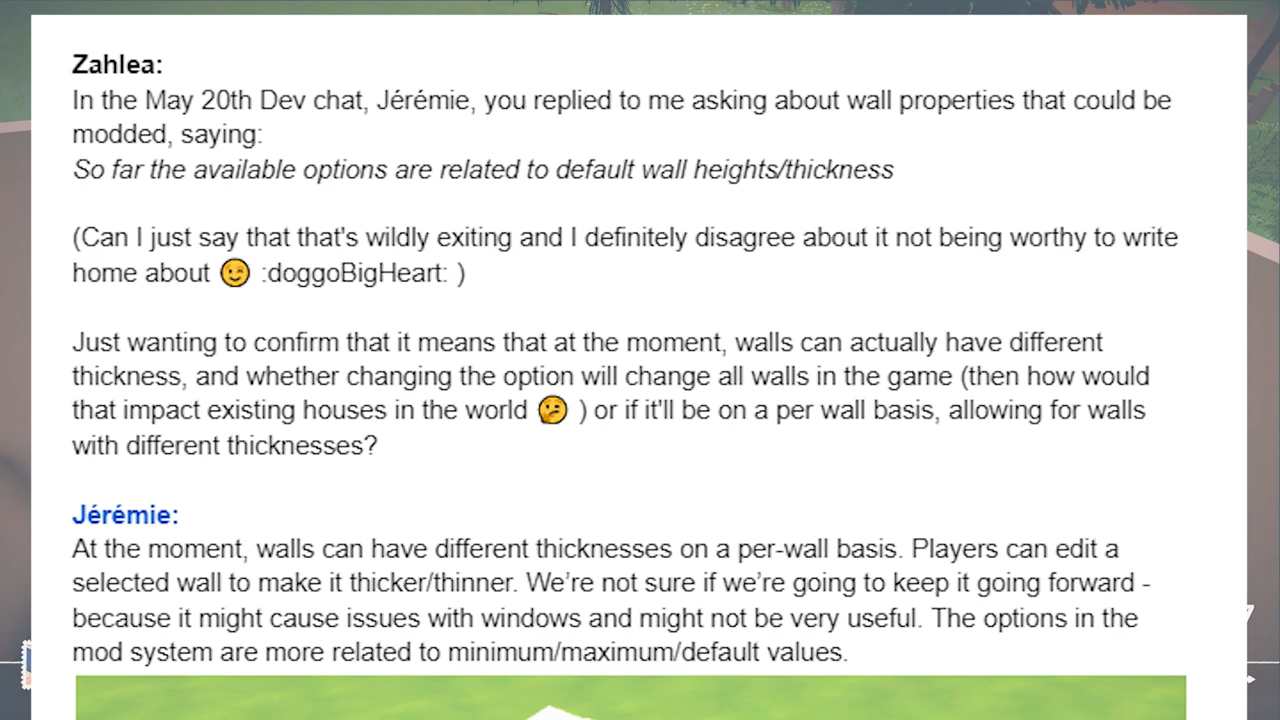 Zahlea:
In the May 20th Dev chat, Jérémie, you replied to me asking about wall properties that could be
modded, saying:
So far the available options are related to default wall heights/thickness
(Can I just say that that's wildly exiting and I definitely disagree about it not being worthy to write
home about 😉 :doggoBigHeart: )
Just wanting to confirm that it means that at the moment, walls can actually have different
thickness, and whether changing the option will change all walls in the game (then how would
that impact existing houses in the world 🤔 ) or if it'll be on a per wall basis, allowing for walls
with different thicknesses?
Jérémie:
At the moment, walls can have different thicknesses on a per-wall basis. Players can edit a
selected wall to make it thicker/thinner. We're not sure if we're going to keep it going forward -
because it might cause issues with windows and might not be very useful. The options in the
mod system are more related to minimum/maximum/default values.